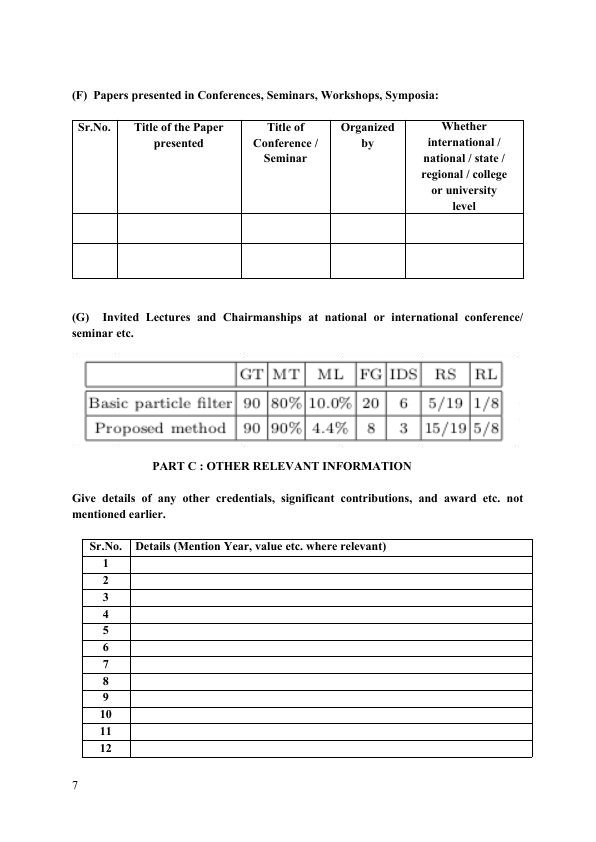 (F) Papers presented in Conferences, Seminars, Workshops, Symposia:
Sr.No. Title of the Paper presented Title of Conference / Seminar Organized by Whether international / national / state / regional / college or university level
(G) Invited Lectures and Chairmanships at national or international conference/
seminar etc.
GT MT ML FG IDS RS RL
Basic particle filter 90 80% 10.0% 20 6 5/19 1/8
Proposed method 90 90% 4.4% 8 3 15/19 5/8
PART C : OTHER RELEVANT INFORMATION
Give details of any other credentials, significant contributions, and award etc. not
mentioned earlier.
Sr.No. Details (Mention Year, value etc. where relevant)
1
2
3
4
5
6
7
8
9
10
11
12
7